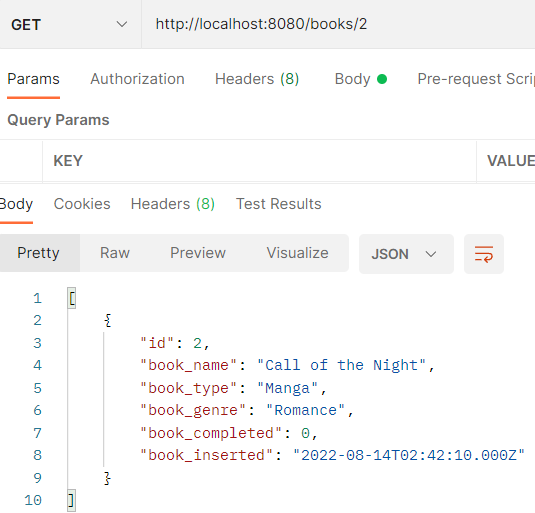 GET http://localhost:8080/books/2
Params Authorization Headers (8) Body Pre-request Scri
Query Params
KEY VALUE
Body Cookies Headers (8) Test Results
Pretty Raw Preview Visualize JSON
1 [
2 {
3 "id": 2,
4 "book_name": "Call of the Night",
5 "book_type": "Manga",
6 "book_genre": "Romance",
7 "book_completed": 0,
8 "book_inserted": "2022-08-14T02:42:10.000Z"
9 }
10 ]